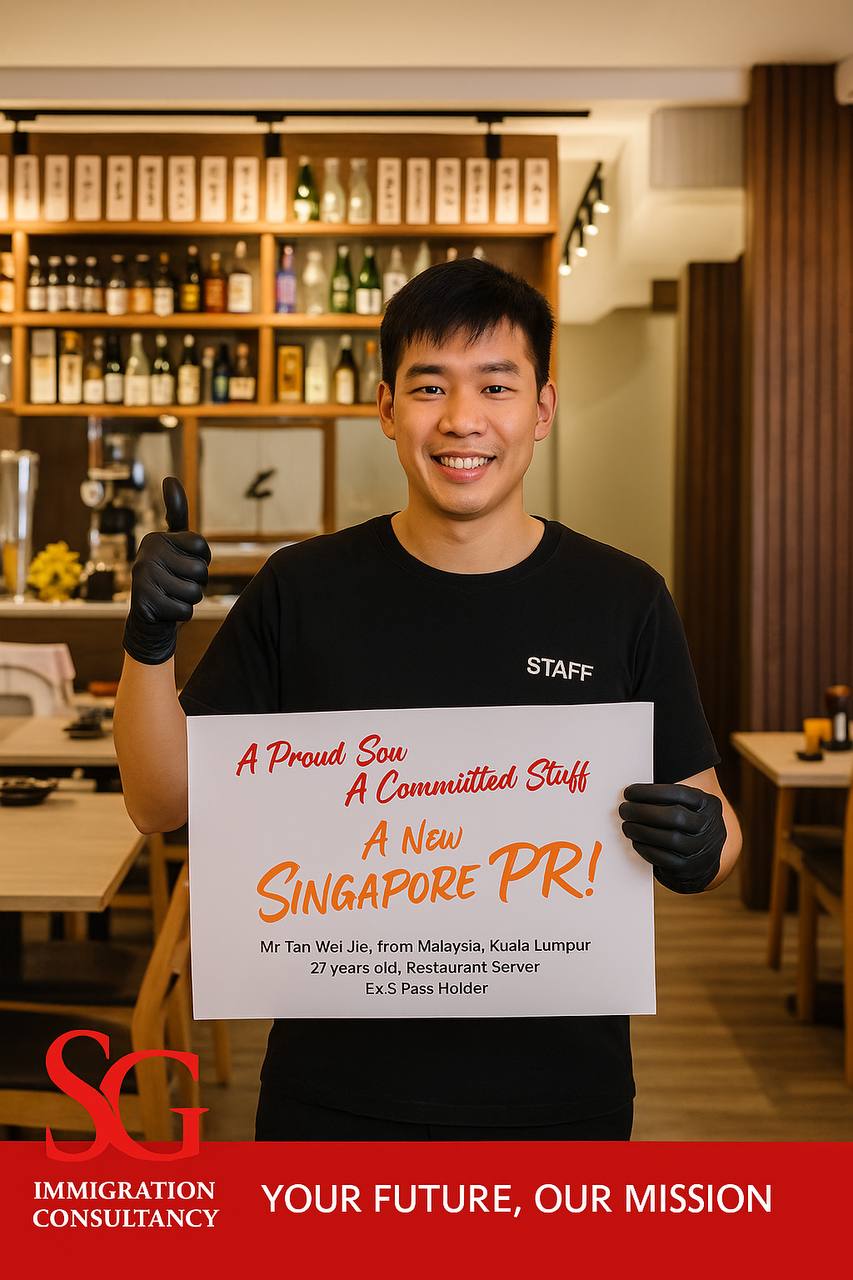 STAFF
A Proud Sou
A Commiitted Stuff
A New
SINGAPORE PR!
Mr Tan Wei Jie, from Malaysia, Kuala Lumpur
27 years old, Restaurant Server
Ex.S Pass Holder
SG
IMMIGRATION
CONSULTANCY
YOUR FUTURE, OUR MISSION